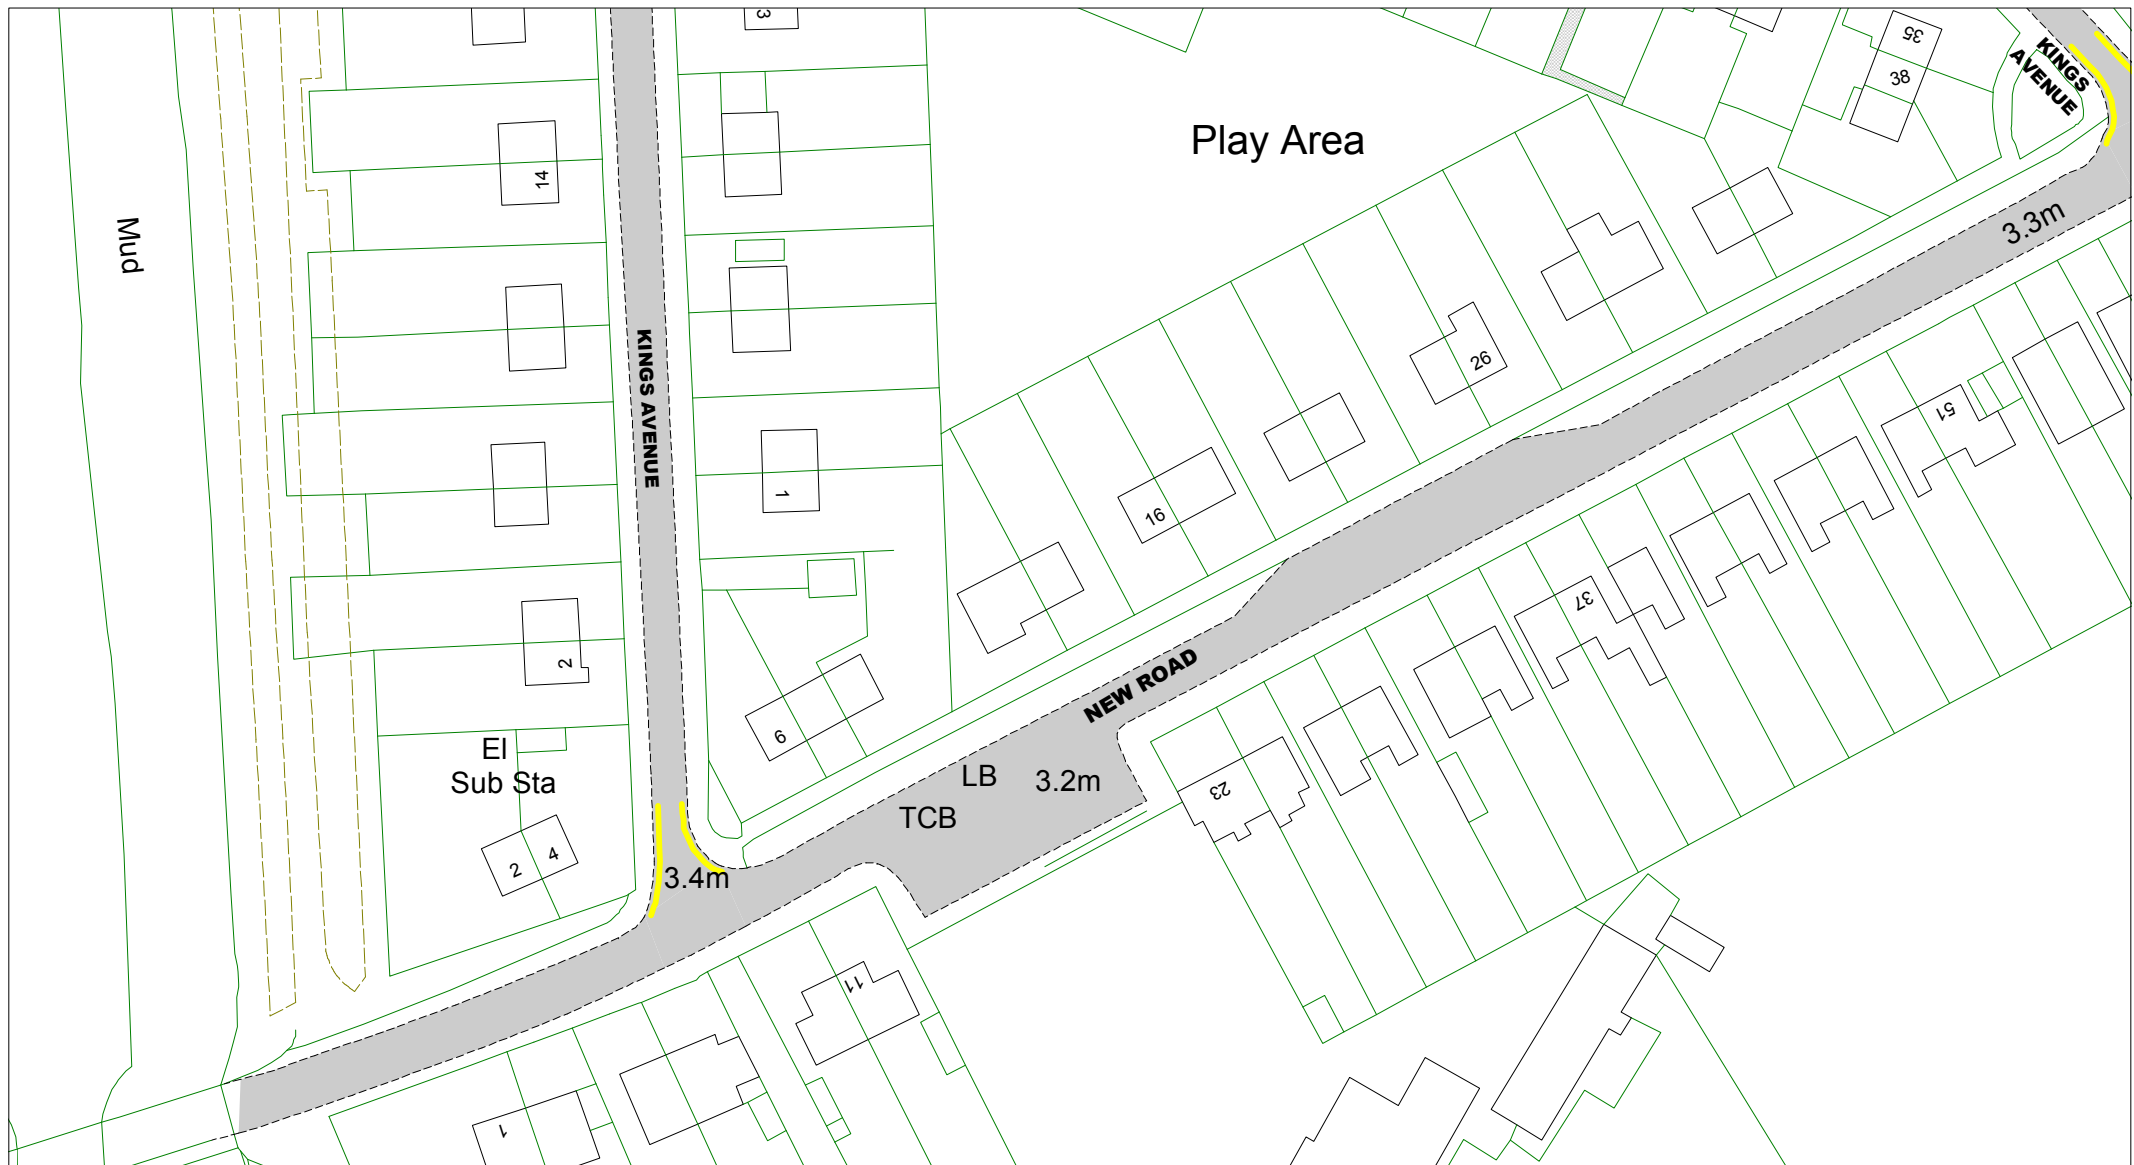 3
35
38
KINGS
AVENUE
14
Play Area
Mud
3.3m
KINGS AVENUE
26
51
1
16
37
2
NEW ROAD
6
El
Sub Sta
LB
3.2m
TCB
23
2
4
3.4m
11
1